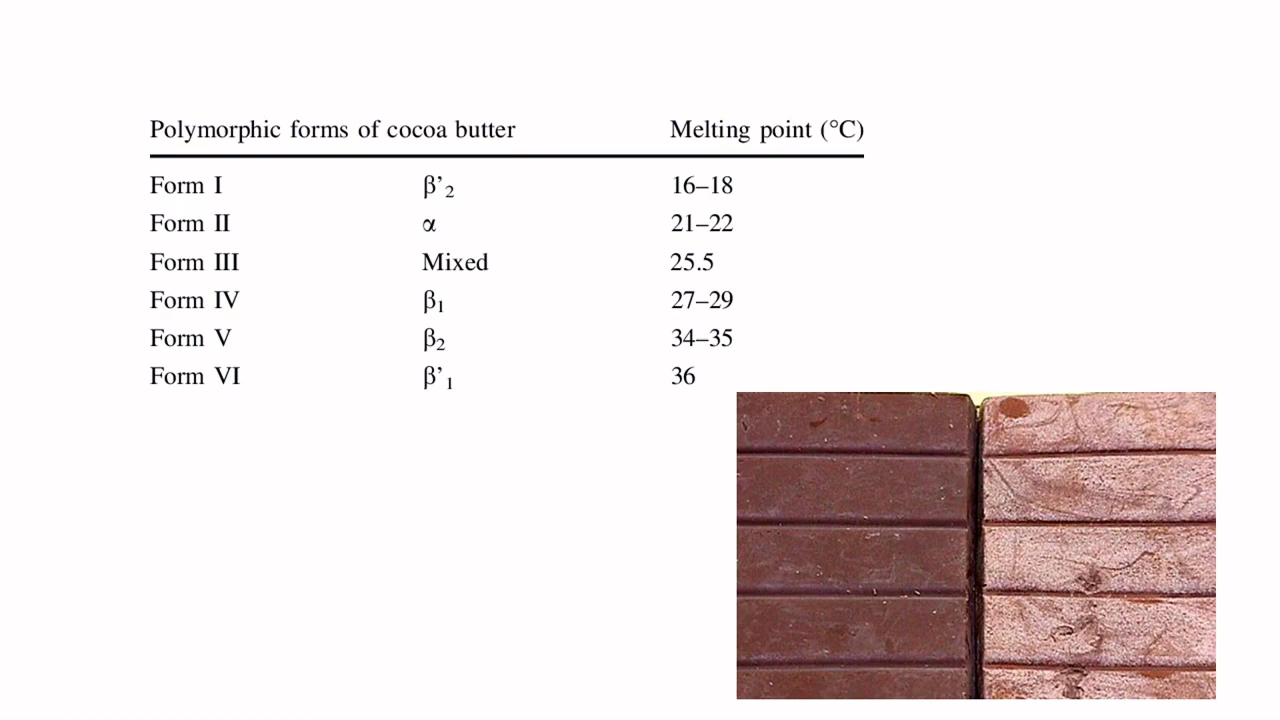 Polymorphic forms of cocoa butter Melting point (°C)
Form I β’₂ 16–18
Form II α 21–22
Form III Mixed 25.5
Form IV β₁ 27–29
Form V β₂ 34–35
Form VI β’₁ 36